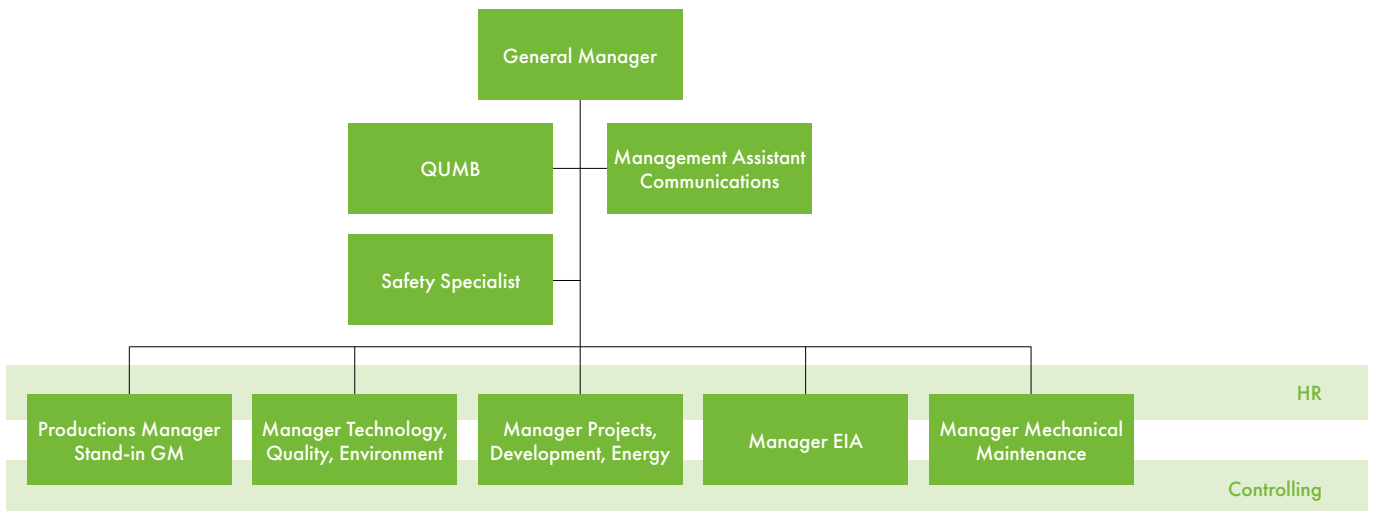 General Manager
QUMB
Management Assistant
Communications
Safety Specialist
HR
Productions Manager
Stand-in GM
Manager Technology,
Quality, Environment
Manager Projects,
Development, Energy
Manager EIA
Manager Mechanical
Maintenance
Controlling